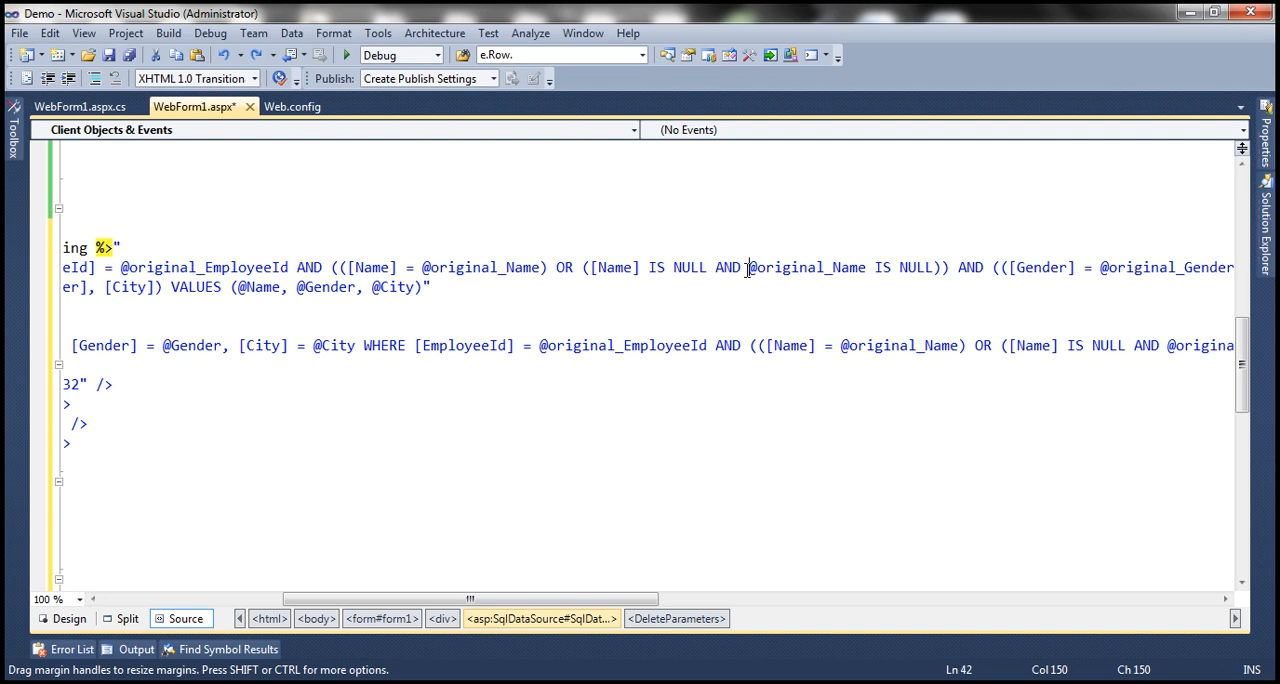 Demo - Microsoft Visual Studio (Administrator)
File Edit View Project Build Debug Team Data Format Tools Architecture Test Analyze Window Help
Debug e.Row.
XHTML 1.0 Transition Publish: Create Publish Settings
WebForm1.aspx.cs WebForm1.aspx* Web.config
Client Objects & Events (No Events)
Toolbox
Properties
Solution Explorer
ing %>"
eId] = @original_EmployeeId AND (([Name] = @original_Name) OR ([Name] IS NULL AND @original_Name IS NULL)) AND (([Gender] = @original_Gender
er], [City]) VALUES (@Name, @Gender, @City)"
[Gender] = @Gender, [City] = @City WHERE [EmployeeId] = @original_EmployeeId AND (([Name] = @original_Name) OR ([Name] IS NULL AND @origina
32" />
>
/>
>
100 %
Design Split Source <html> <body> <form#form1> <div> <asp:SqlDataSource#SqlDat...> <DeleteParameters>
Error List Output Find Symbol Results
Drag margin handles to resize margins. Press SHIFT or CTRL for more options. Ln 42 Col 150 Ch 150 INS